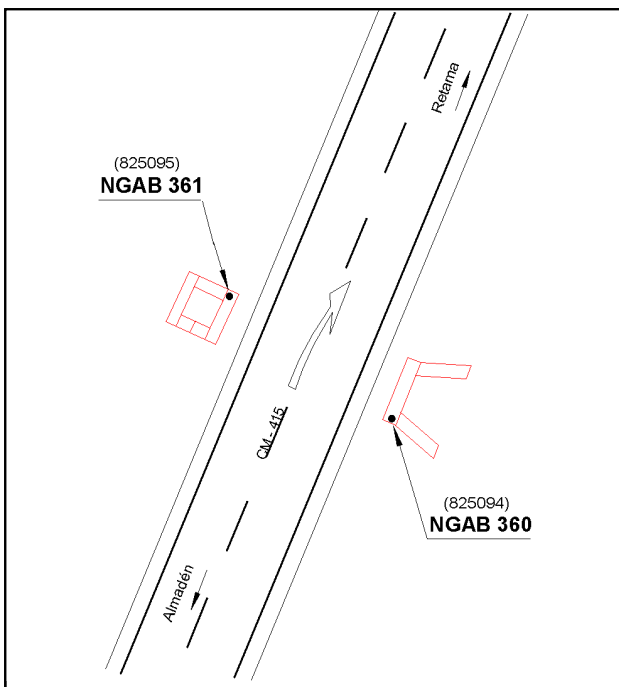 Retama
(825095)
NGAB 361
CM - 415
(825094)
NGAB 360
Almadén